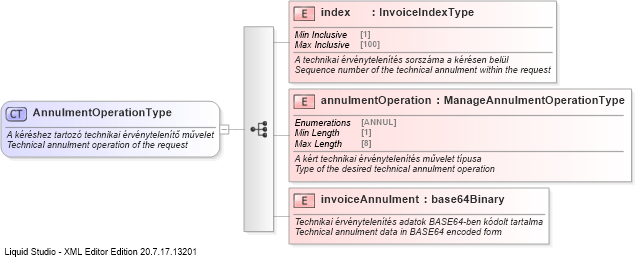 E index : InvoiceIndexType
Min Inclusive [1]
Max Inclusive [100]
A technikai érvénytelenítés sorszáma a kérésen belül
Sequence number of the technical annulment within the request
CT AnnulmentOperationType
A kéréshez tartozó technikai érvénytelenítő művelet
Technical annulment operation of the request
E annulmentOperation : ManageAnnulmentOperationType
Enumerations [ANNUL]
Min Length [1]
Max Length [8]
A kért technikai érvénytelenítés művelet típusa
Type of the desired technical annulment operation
E invoiceAnnulment : base64Binary
Technikai érvénytelenítés adatok BASE64-ben kódolt tartalma
Technical annulment data in BASE64 encoded form
Liquid Studio - XML Editor Edition 20.7.17.13201